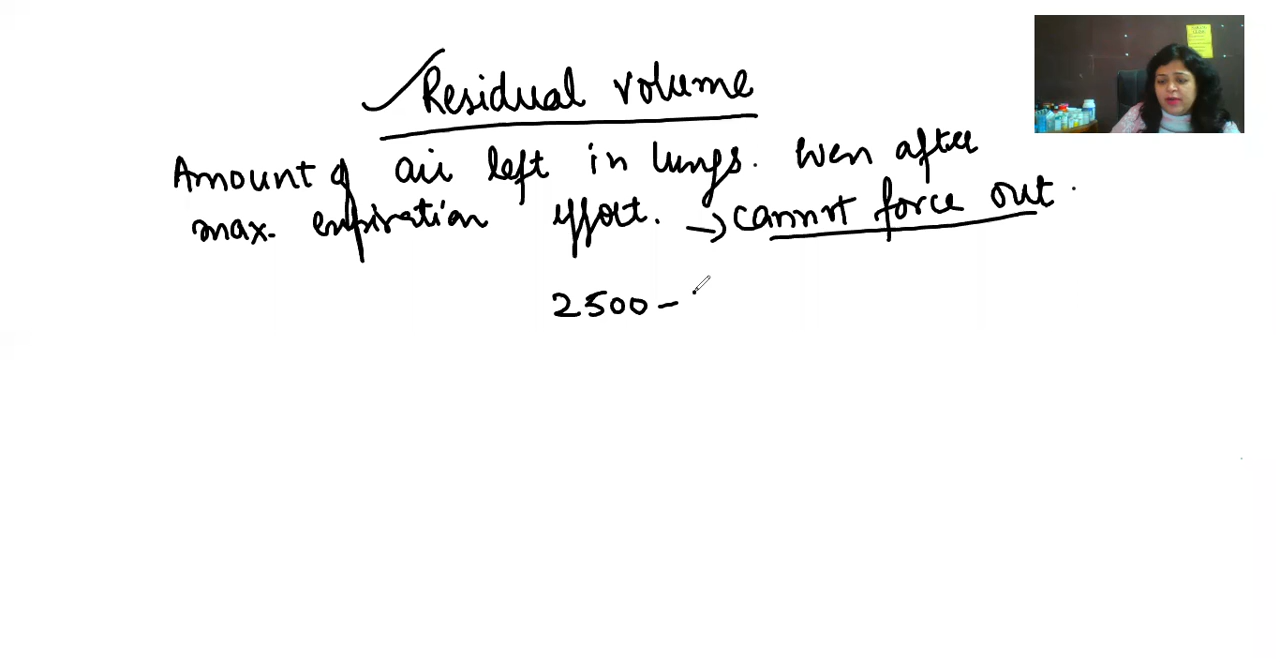 Residual volume
Amount of air left in lungs. Even after
max. expiration effort. → cannot force out.
2500 –